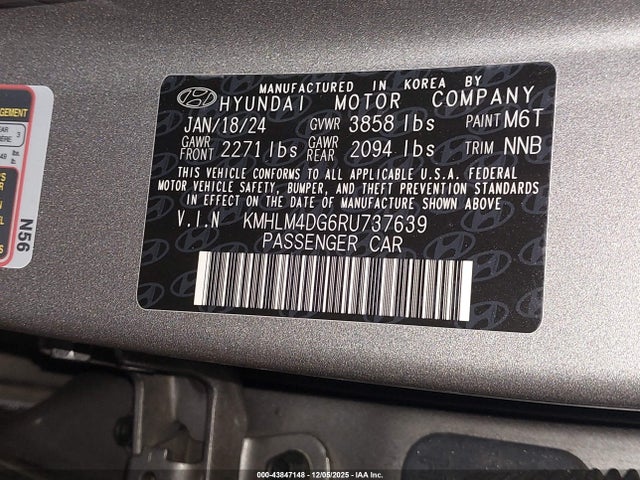 MANUFACTURED IN KOREA BY
HYUNDAI MOTOR COMPANY
JAN/18/24 GVWR 3858 lbs PAINT M6T
GAWR FRONT 2271 lbs GAWR REAR 2094 lbs TRIM NNB
THIS VEHICLE CONFORMS TO ALL APPLICABLE U.S.A. FEDERAL
MOTOR VEHICLE SAFETY, BUMPER, AND THEFT PREVENTION STANDARDS
IN EFFECT ON THE DATE OF MANUFACTURE SHOWN ABOVE
V.I.N KMHLM4DG6RU737639
PASSENGER CAR
N56
000-43847148 - 12/05/2025 - IAA Inc.